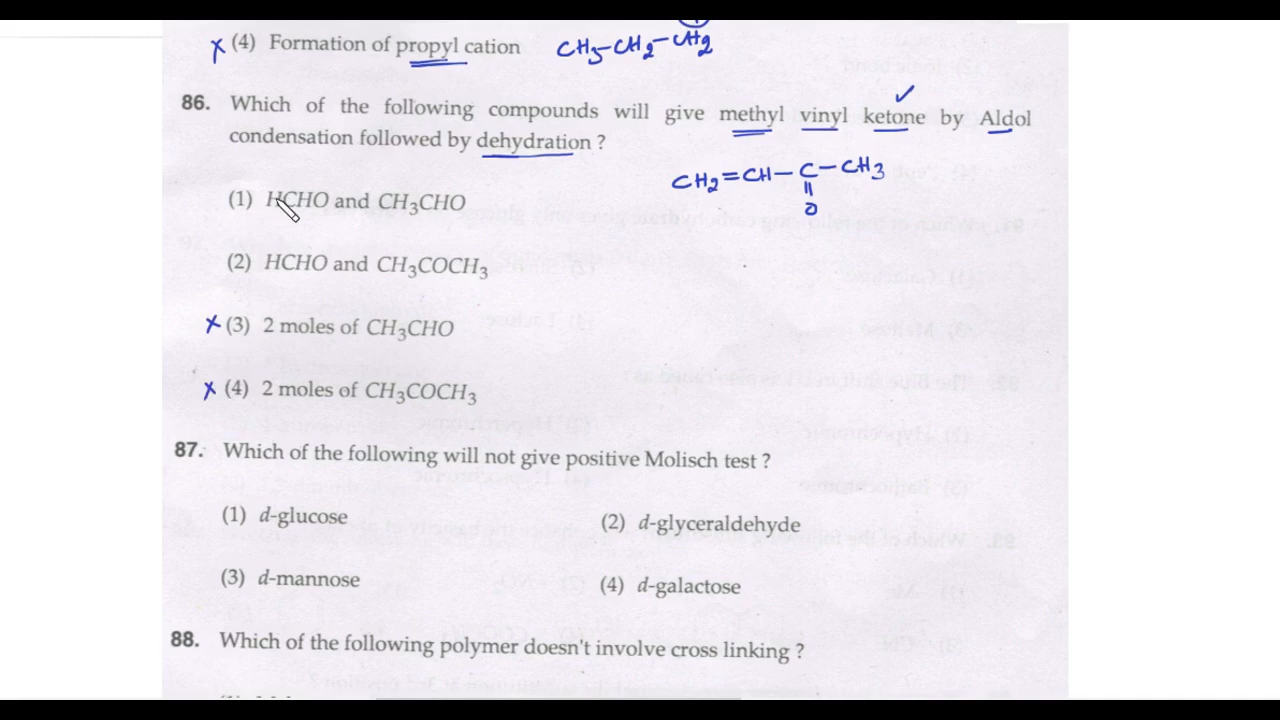 x (4) Formation of propyl cation CH3-CH2-CH2
86. Which of the following compounds will give methyl vinyl ketone by Aldol
condensation followed by dehydration ?
CH2=CH-C-CH3
O
(1) HCHO and CH3CHO
(2) HCHO and CH3COCH3
x (3) 2 moles of CH3CHO
x (4) 2 moles of CH3COCH3
87. Which of the following will not give positive Molisch test ?
(1) d-glucose (2) d-glyceraldehyde
(3) d-mannose (4) d-galactose
88. Which of the following polymer doesn't involve cross linking ?